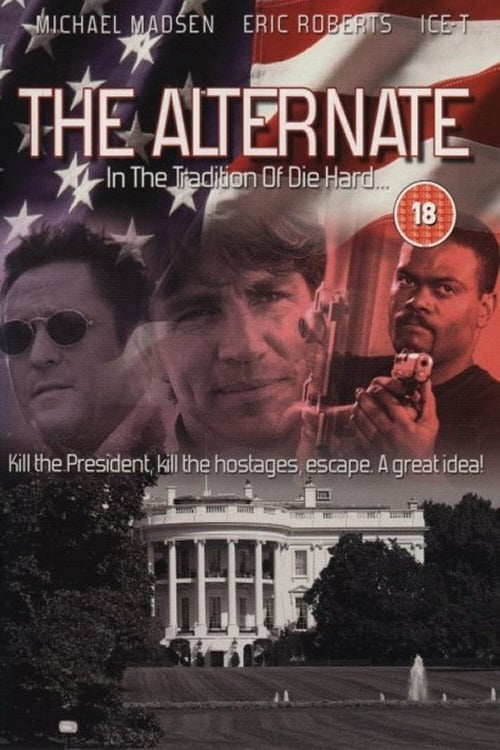 MICHAEL MADSEN ERIC ROBERTS ICE-T
THE ALTERNATE
In The Tradition Of Die Hard...
18
Kill the President, kill the hostages, escape. A great idea!